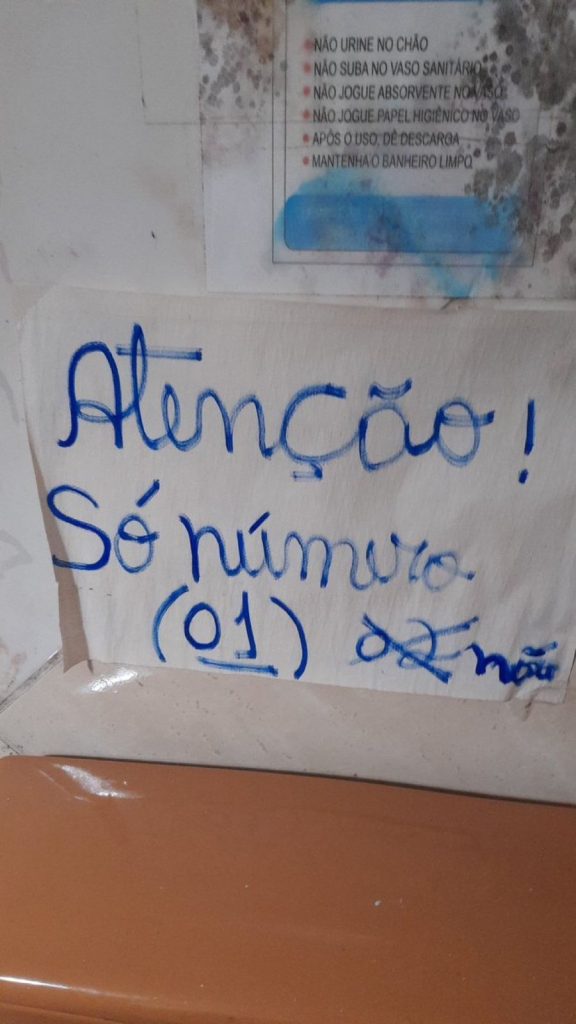 NÃO URINE NO CHÃO
NÃO SUBA NO VASO SANITÁRIO
NÃO JOGUE ABSORVENTE NO VASO
NÃO JOGUE PAPEL HIGIÊNICO NO VASO
APÓS O USO, DÊ DESCARGA
MANTENHA O BANHEIRO LIMPO
Atenção!
Só número
(01) 02 não